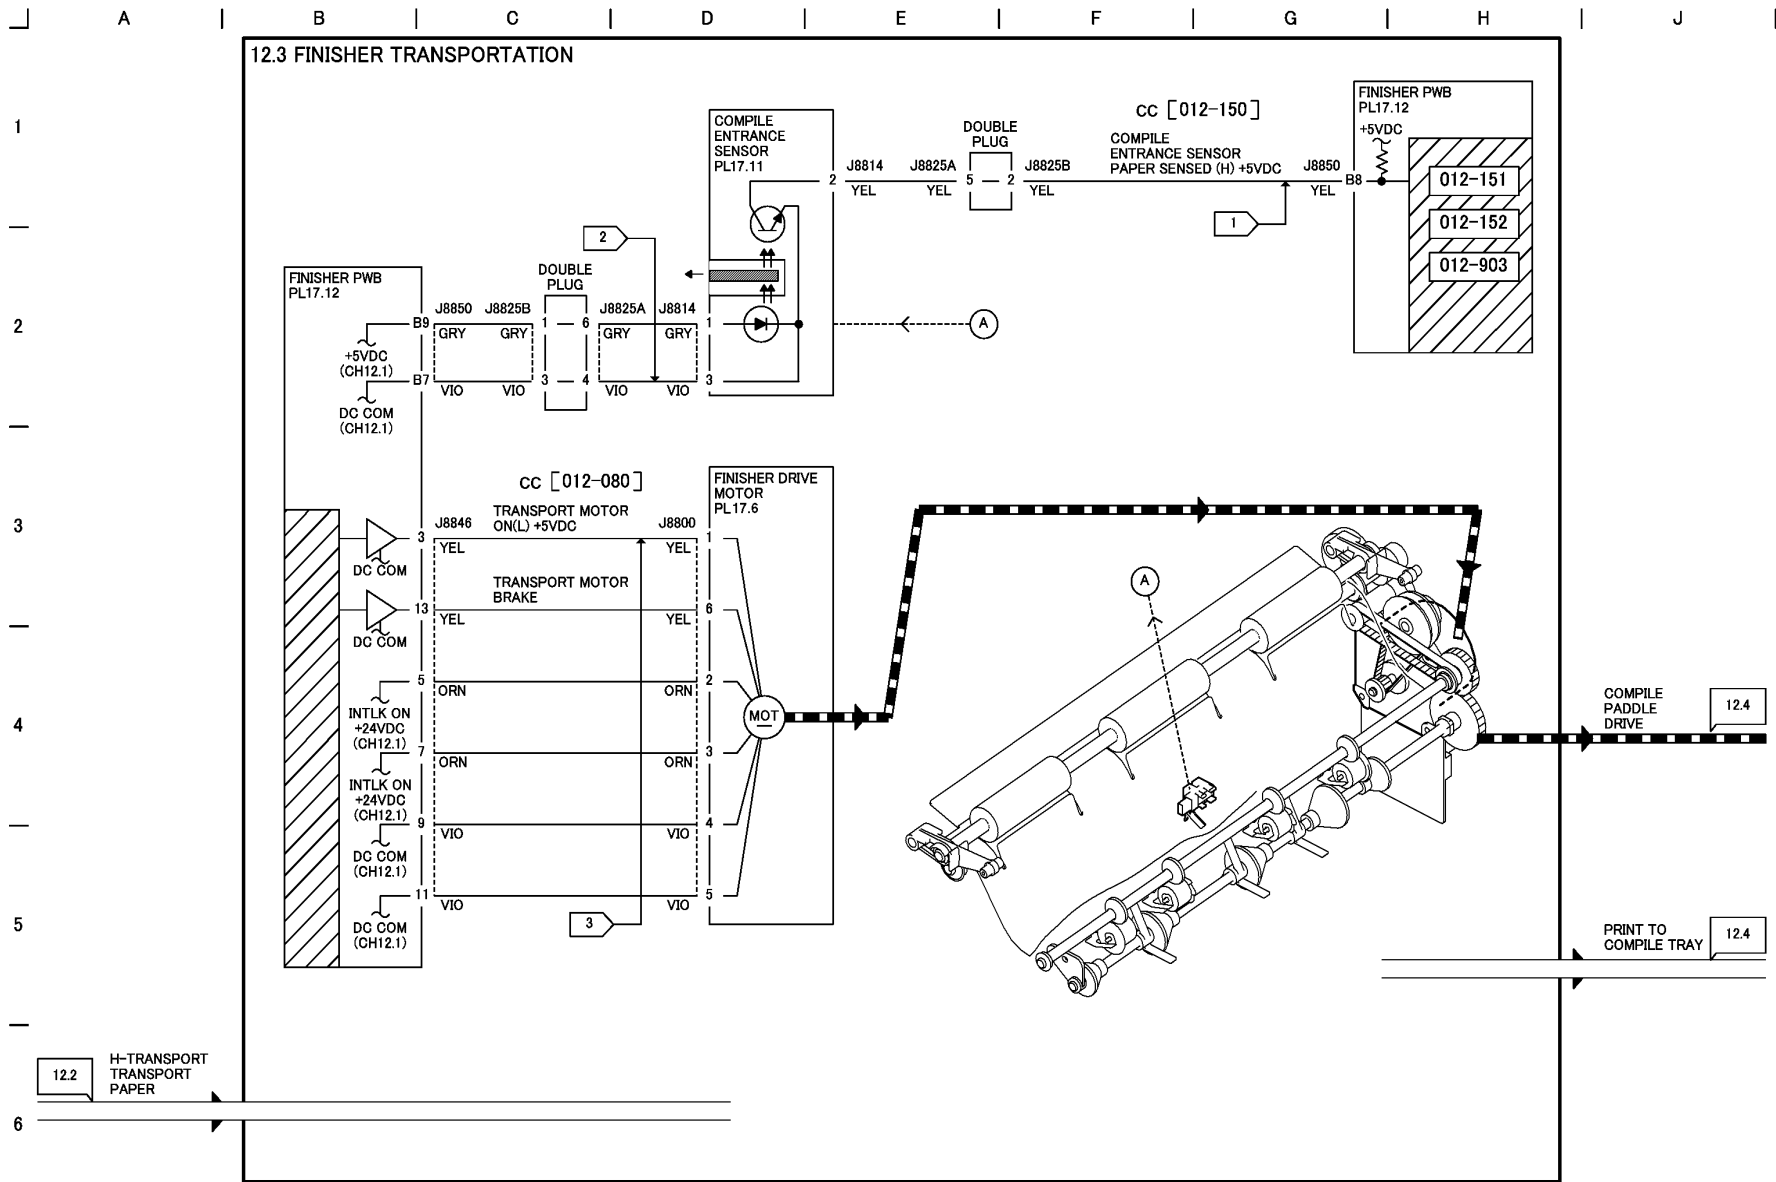 A B C D E F G H J
12.3 FINISHER TRANSPORTATION
1
COMPILE
ENTRANCE
SENSOR
PL17.11
DOUBLE
PLUG
CC [012-150]
COMPILE
ENTRANCE SENSOR
PAPER SENSED (H) +5VDC
FINISHER PWB
PL17.12
+5VDC
2 J8814 J8825A 5 2 J8825B J8850 B8
YEL YEL YEL YEL
012-151
012-152
012-903
1
2
2
FINISHER PWB
PL17.12
DOUBLE
PLUG
B9 J8850 J8825B 1 6 J8825A J8814 1
GRY GRY GRY GRY
A
+5VDC
(CH12.1)
B7 3 4 3
VIO VIO VIO VIO
DC COM
(CH12.1)
3
CC [012-080]
FINISHER DRIVE
MOTOR
PL17.6
TRANSPORT MOTOR
ON(L) +5VDC
3 J8846 J8800 1
YEL YEL
DC COM
TRANSPORT MOTOR
BRAKE
13 6
YEL YEL
DC COM
A
4
5 2
ORN ORN
INTLK ON
+24VDC
(CH12.1)
MOT
7 3
ORN ORN
INTLK ON
+24VDC
(CH12.1)
9 4
VIO VIO
DC COM
(CH12.1)
COMPILE
PADDLE
DRIVE
12.4
5
11 5
VIO VIO
DC COM
(CH12.1)
3
PRINT TO
COMPILE TRAY
12.4
6
12.2
H-TRANSPORT
TRANSPORT
PAPER